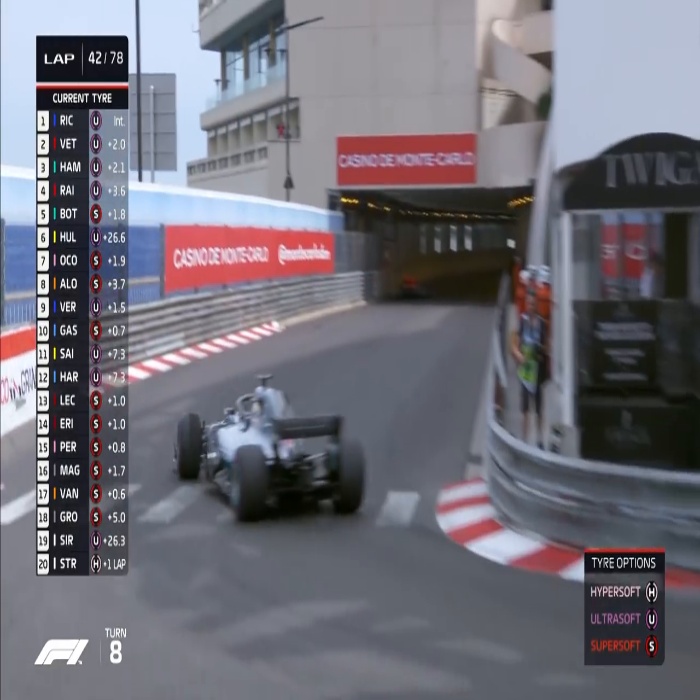 LAP 42/78
CURRENT TYRE
1 RIC U Int.
2 VET U +2.0
3 HAM U +2.1
4 RAI U +3.6
5 BOT S +1.8
6 HUL U +26.6
7 OCO S +1.9
8 ALO S +3.7
9 VER U +1.5
10 GAS S +0.7
11 SAI U +7.3
12 HAR U +7.3
13 LEC S +1.0
14 ERI S +1.0
15 PER S +0.8
16 MAG S +1.7
17 VAN S +0.6
18 GRO S +5.0
19 SIR U +26.3
20 STR H +1 LAP
CASINO DE MONTE-CARLO
CASINO DE MONTE-CARLO
TWIGA
F1 TURN 8
TYRE OPTIONS
HYPERSOFT H
ULTRASOFT U
SUPERSOFT S